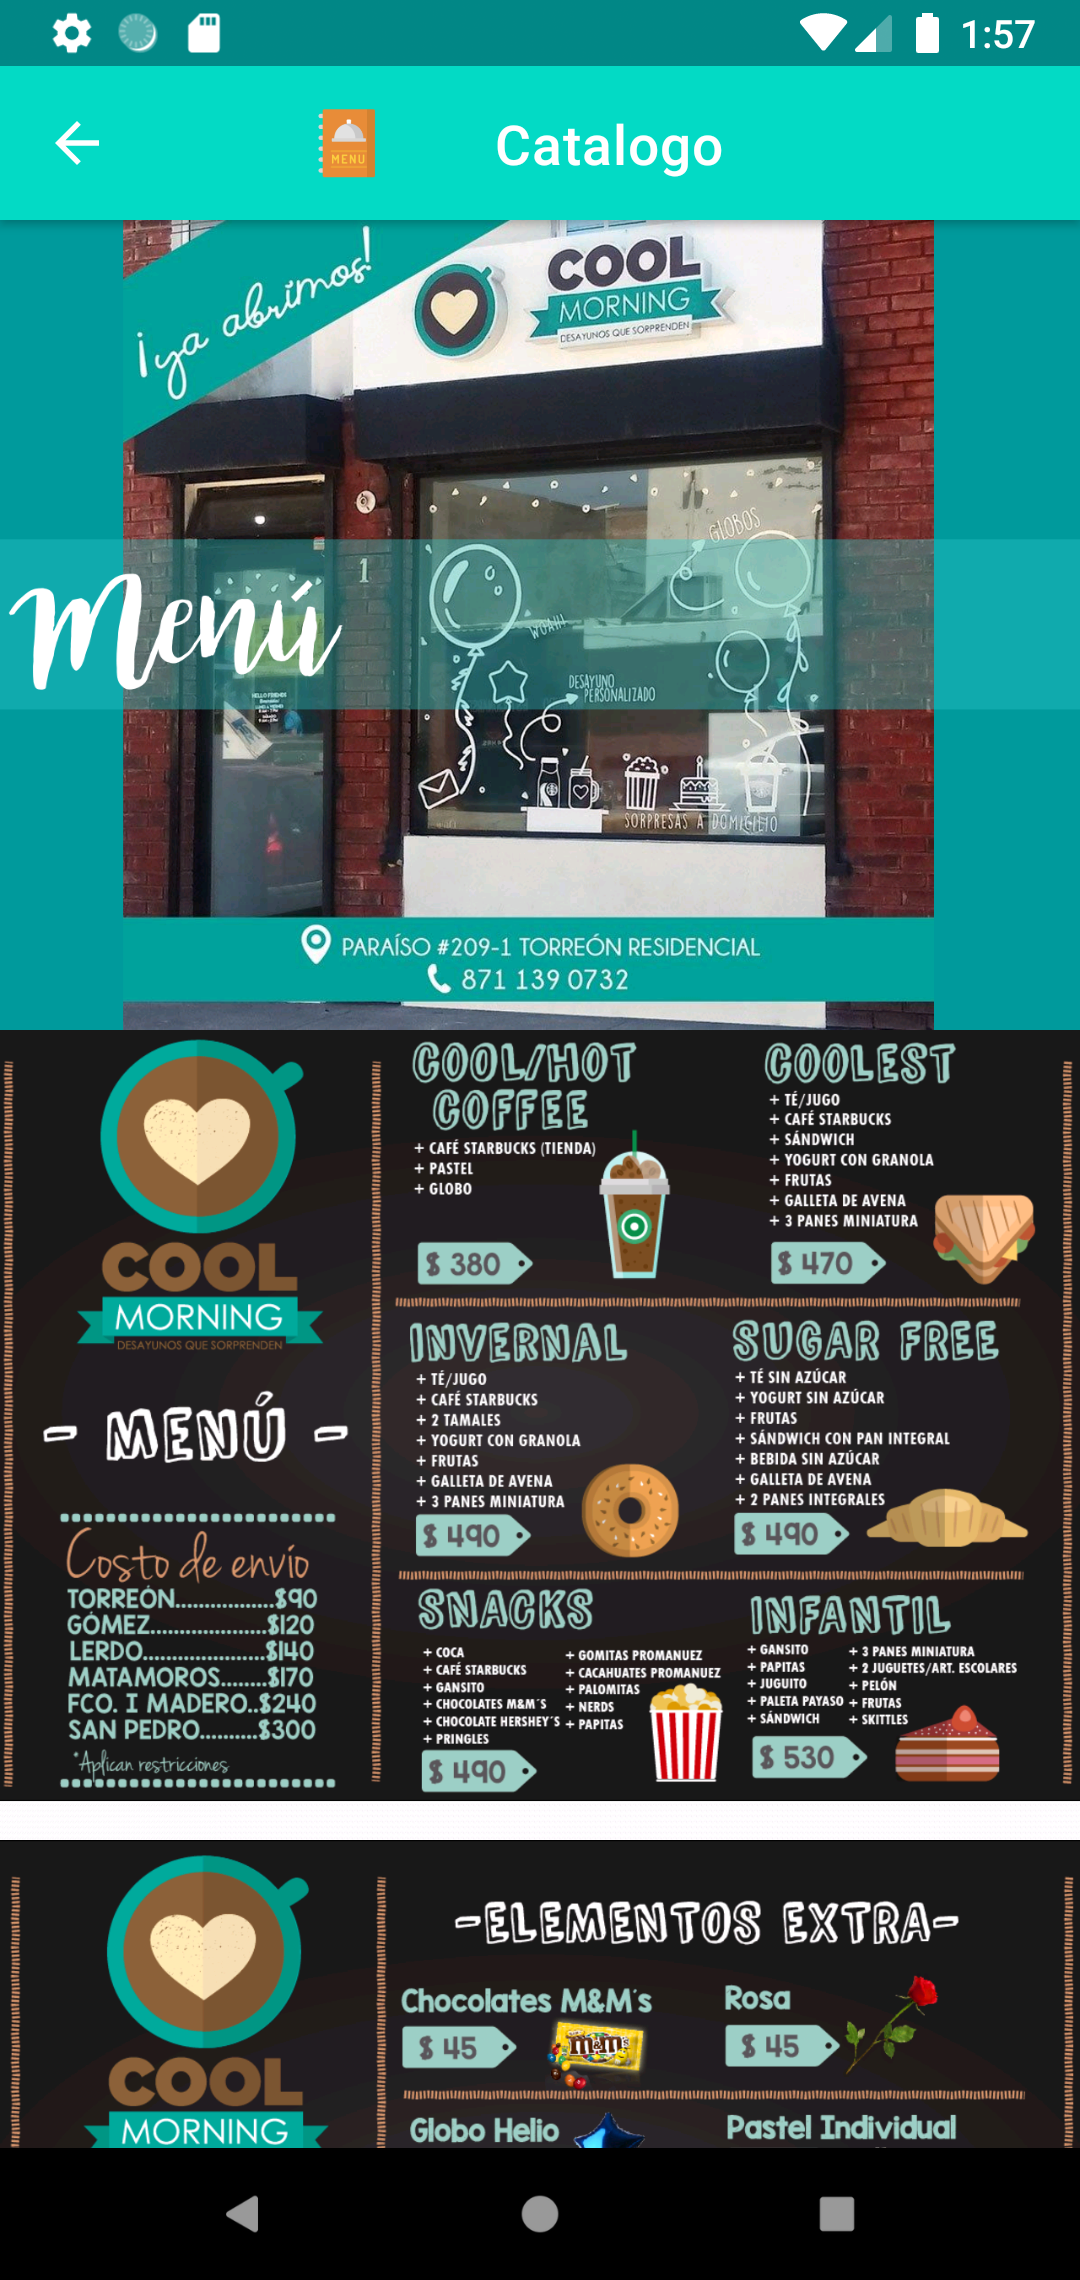 1:57
MENU
Catalogo
¡ya abrimos!
COOL
MORNING
DESAYUNOS QUE SORPRENDEN
GLOBOS
WOAH!
1
Menú
DESAYUNO
PERSONALIZADO
HELLO FRIENDS
SORPRESAS A DOMICILIO
PARAÍSO #209-1 TORREÓN RESIDENCIAL
871 139 0732
COOL
MORNING
DESAYUNOS QUE SORPRENDEN
- MENÚ -
Costo de envío
TORREÓN.................$90
GÓMEZ....................$120
LERDO....................$140
MATAMOROS........$170
FCO. I MADERO..$240
SAN PEDRO..........$300
*Aplican restricciones
COOL/HOT
COFFEE
+ CAFÉ STARBUCKS (TIENDA)
+ PASTEL
+ GLOBO
$ 380
COOLEST
+ TÉ/JUGO
+ CAFÉ STARBUCKS
+ SÁNDWICH
+ YOGURT CON GRANOLA
+ FRUTAS
+ GALLETA DE AVENA
+ 3 PANES MINIATURA
$ 470
INVERNAL
+ TÉ/JUGO
+ CAFÉ STARBUCKS
+ 2 TAMALES
+ YOGURT CON GRANOLA
+ FRUTAS
+ GALLETA DE AVENA
+ 3 PANES MINIATURA
$ 490
SUGAR FREE
+ TÉ SIN AZÚCAR
+ YOGURT SIN AZÚCAR
+ FRUTAS
+ SÁNDWICH CON PAN INTEGRAL
+ BEBIDA SIN AZÚCAR
+ GALLETA DE AVENA
+ 2 PANES INTEGRALES
$ 490
SNACKS
+ COCA
+ CAFÉ STARBUCKS
+ GANSITO
+ CHOCOLATES M&M´S
+ CHOCOLATE HERSHEY´S
+ PRINGLES
+ GOMITAS PROMANUEZ
+ CACAHUATES PROMANUEZ
+ PALOMITAS
+ NERDS
+ PAPITAS
$ 490
INFANTIL
+ GANSITO
+ PAPITAS
+ JUGUITO
+ PALETA PAYASO
+ SÁNDWICH
+ 3 PANES MINIATURA
+ 2 JUGUETES/ART. ESCOLARES
+ PELÓN
+ FRUTAS
+ SKITTLES
$ 530
COOL
MORNING
-ELEMENTOS EXTRA-
Chocolates M&M´s
$ 45
m&m's
Rosa
$ 45
Globo Helio
Pastel Individual